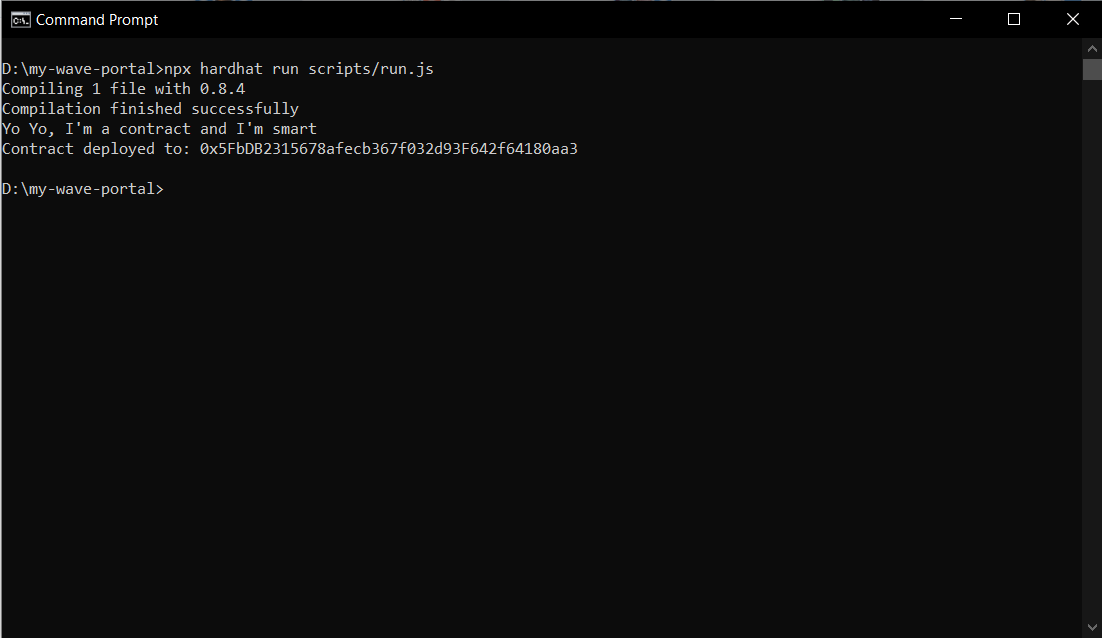 Command Prompt
D:\my-wave-portal>npx hardhat run scripts/run.js
Compiling 1 file with 0.8.4
Compilation finished successfully
Yo Yo, I'm a contract and I'm smart
Contract deployed to: 0x5FbDB2315678afecb367f032d93F642f64180aa3
D:\my-wave-portal>